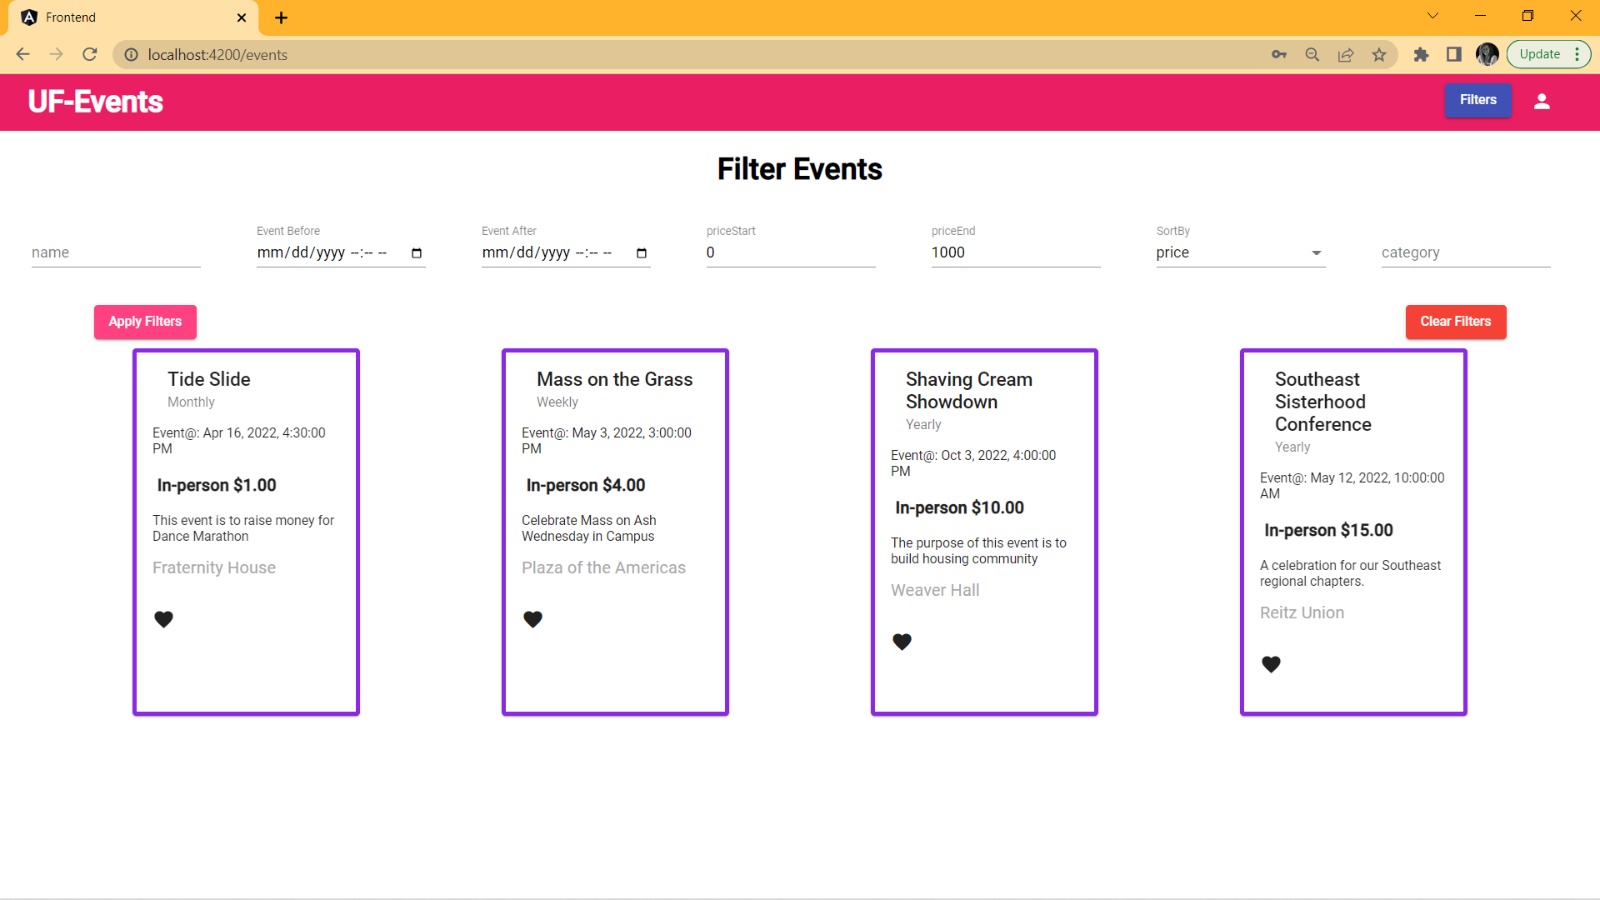 Frontend
localhost:4200/events
Update
UF-Events
Filters
Filter Events
name
Event Before
mm/dd/yyyy --:-- --
Event After
mm/dd/yyyy --:-- --
priceStart
0
priceEnd
1000
SortBy
price
category
Apply Filters
Clear Filters
Tide Slide
Monthly
Event@: Apr 16, 2022, 4:30:00
PM
In-person $1.00
This event is to raise money for
Dance Marathon
Fraternity House
Mass on the Grass
Weekly
Event@: May 3, 2022, 3:00:00
PM
In-person $4.00
Celebrate Mass on Ash
Wednesday in Campus
Plaza of the Americas
Shaving Cream
Showdown
Yearly
Event@: Oct 3, 2022, 4:00:00
PM
In-person $10.00
The purpose of this event is to
build housing community
Weaver Hall
Southeast
Sisterhood
Conference
Yearly
Event@: May 12, 2022, 10:00:00
AM
In-person $15.00
A celebration for our Southeast
regional chapters.
Reitz Union